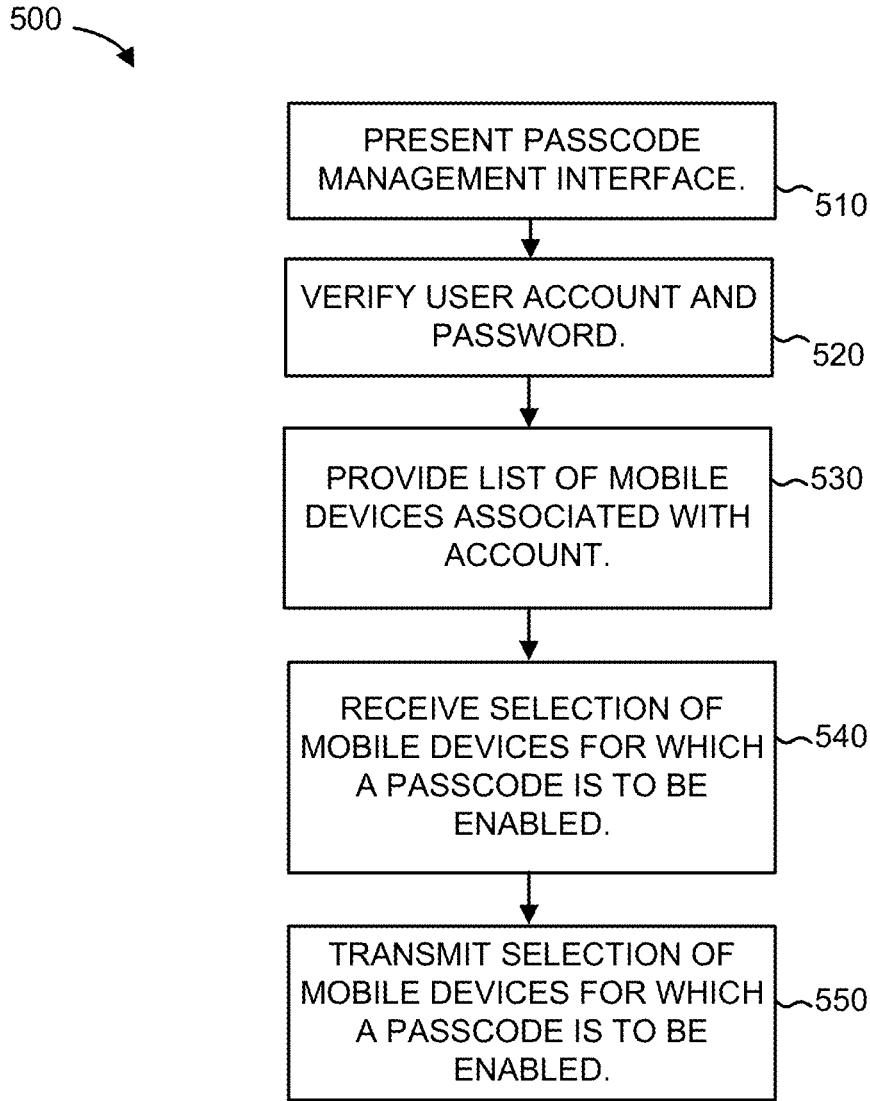 500
PRESENT PASSCODE
MANAGEMENT INTERFACE.
510
VERIFY USER ACCOUNT AND
PASSWORD.
520
PROVIDE LIST OF MOBILE
DEVICES ASSOCIATED WITH
ACCOUNT.
530
RECEIVE SELECTION OF
MOBILE DEVICES FOR WHICH
A PASSCODE IS TO BE
ENABLED.
540
TRANSMIT SELECTION OF
MOBILE DEVICES FOR WHICH
A PASSCODE IS TO BE
ENABLED.
550